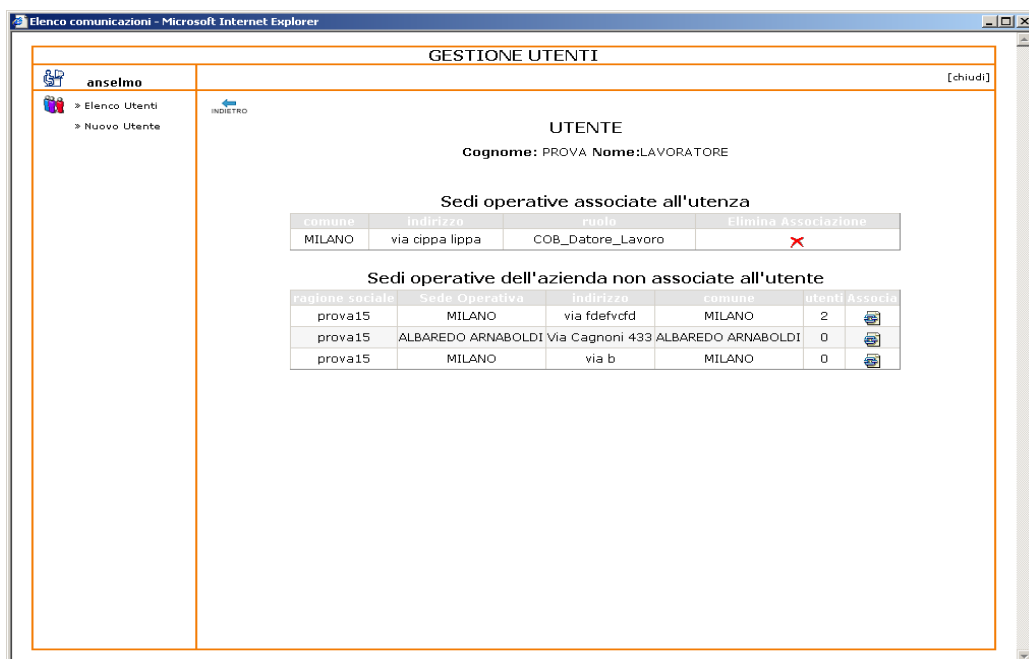 Elenco comunicazioni - Microsoft Internet Explorer
GESTIONE UTENTI
anselmo [chiudi]
» Elenco Utenti
» Nuovo Utente
INDIETRO
UTENTE
Cognome: PROVA Nome:LAVORATORE
Sedi operative associate all'utenza
comune indirizzo ruolo Elimina Associazione
MILANO via cippa lippa COB_Datore_Lavoro
Sedi operative dell'azienda non associate all'utente
ragione sociale Sede Operativa indirizzo comune utenti Associa
prova15 MILANO via fdefvcfd MILANO 2
prova15 ALBAREDO ARNABOLDI Via Cagnoni 433 ALBAREDO ARNABOLDI 0
prova15 MILANO via b MILANO 0